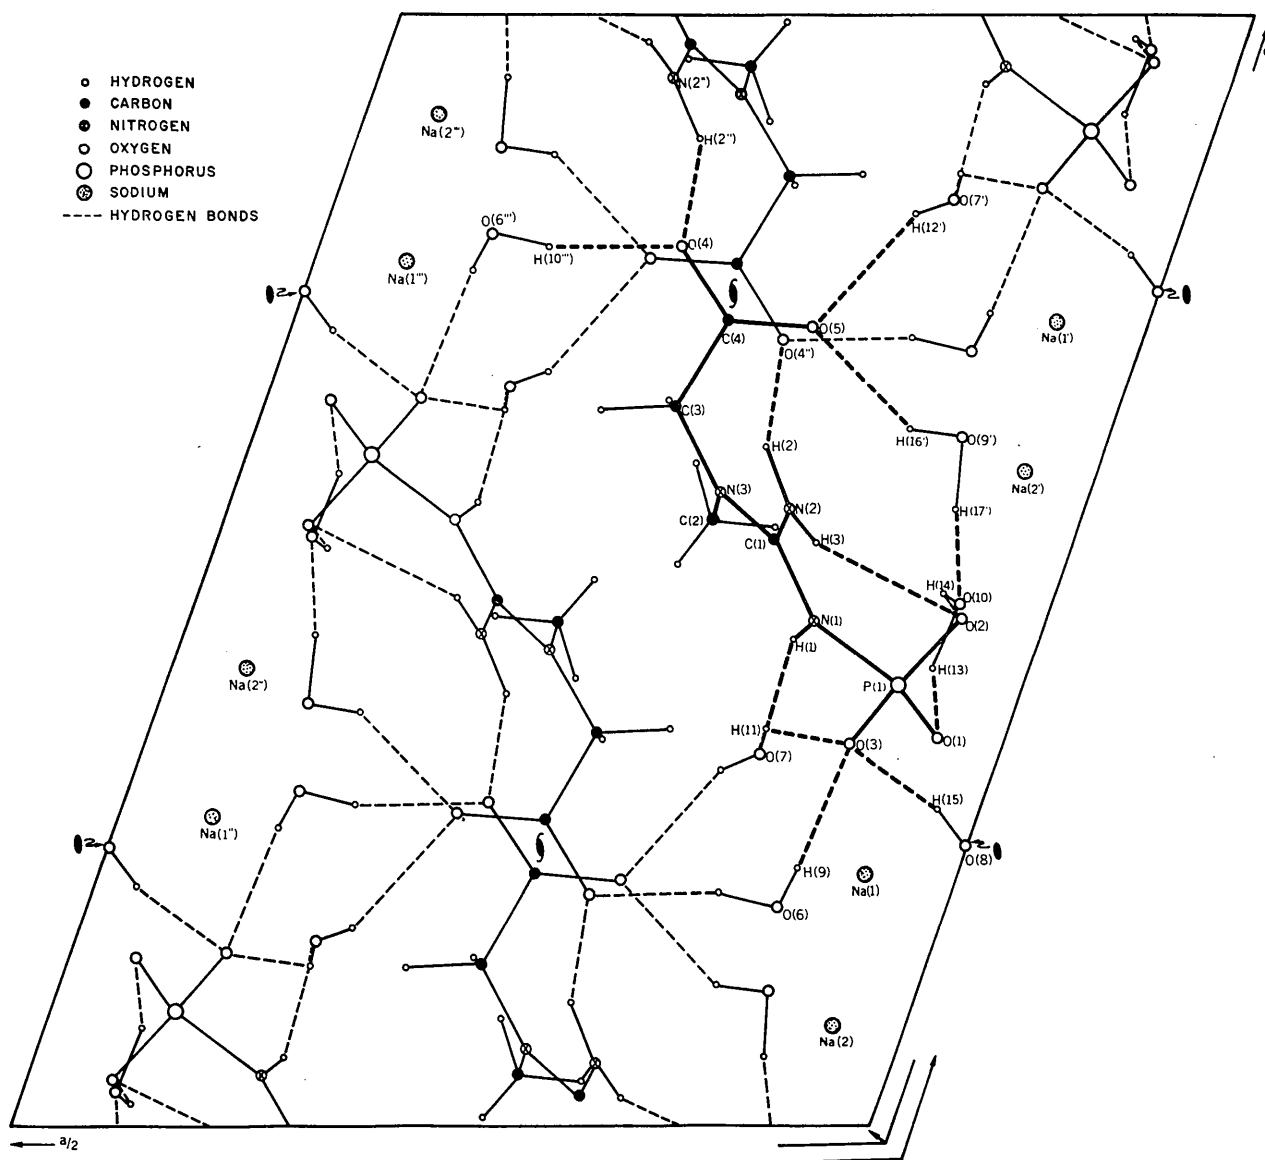 HYDROGEN
CARBON
NITROGEN
OXYGEN
PHOSPHORUS
SODIUM
HYDROGEN BONDS
N(2")
Na(2''')
H(2")
O(6''')
O(7')
H(12')
O(4)
H(10''')
Na(1''')
O(5)
C(4)
O(4")
Na(1')
C(3)
H(16')
O(9')
H(2)
Na(2')
N(3)
N(2)
H(17')
C(2)
C(1)
H(3)
H(14)
O(10)
O(2)
N(1)
H(1)
H(13)
Na(2")
P(1)
H(11)
O(3)
O(1)
O(7)
H(15)
Na(1")
O(8)
H(9)
Na(1)
O(6)
Na(2)
a/2